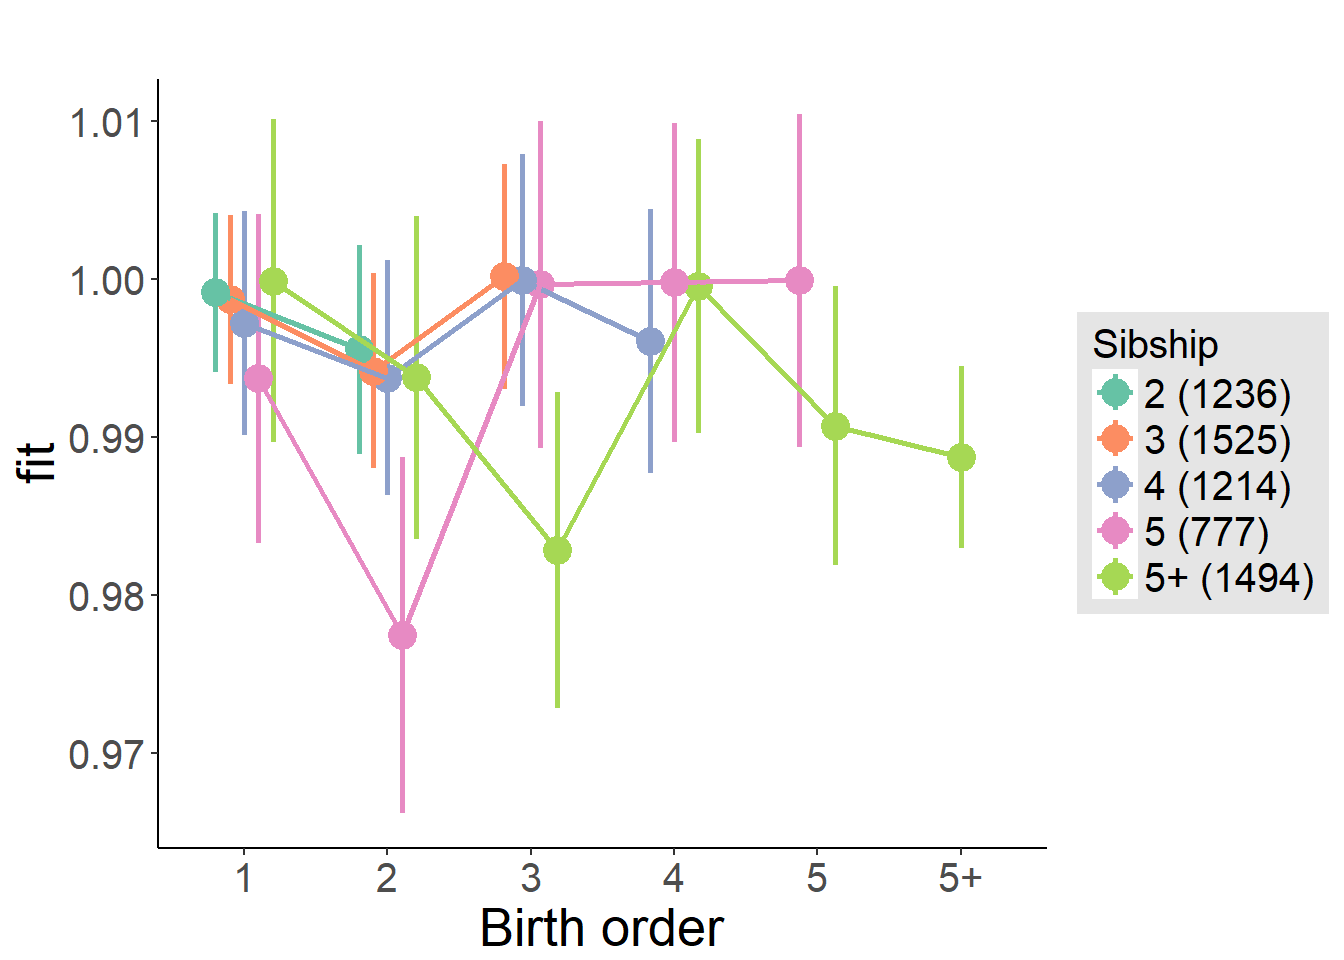 1.01
1.00
0.99
0.98
0.97
fit
1 2 3 4 5 5+
Birth order
Sibship
2 (1236)
3 (1525)
4 (1214)
5 (777)
5+ (1494)